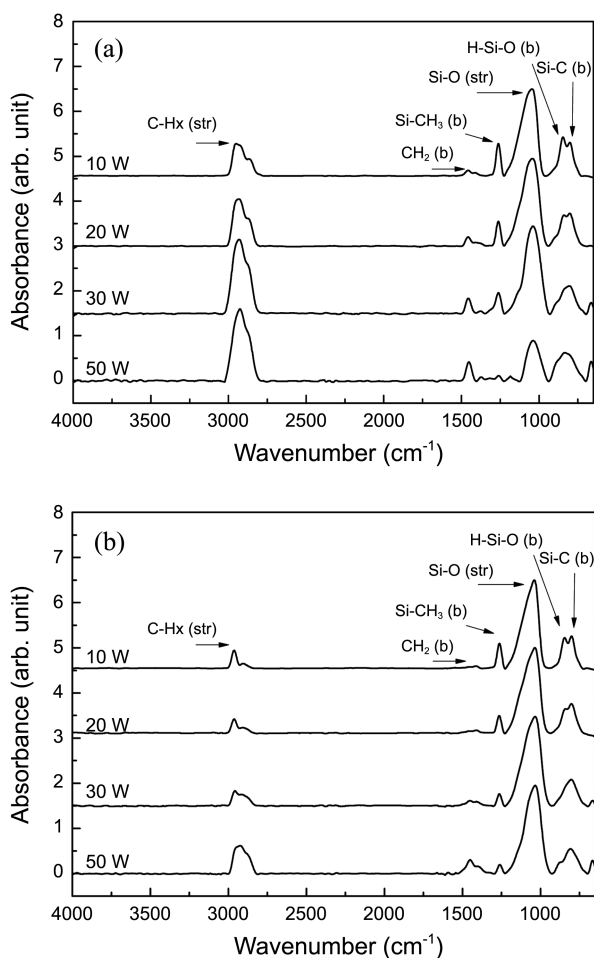 (a)
H-Si-O (b)
Si-C (b)
Si-O (str)
C-Hx (str)
Si-CH₃ (b)
CH₂ (b)
10 W
20 W
30 W
50 W
8
7
6
5
4
3
2
1
0
Absorbance (arb. unit)
4000 3500 3000 2500 2000 1500 1000
Wavenumber (cm⁻¹)
(b)
H-Si-O (b)
Si-C (b)
Si-O (str)
C-Hx (str)
Si-CH₃ (b)
CH₂ (b)
10 W
20 W
30 W
50 W
8
7
6
5
4
3
2
1
0
Absorbance (arb. unit)
4000 3500 3000 2500 2000 1500 1000
Wavenumber (cm⁻¹)